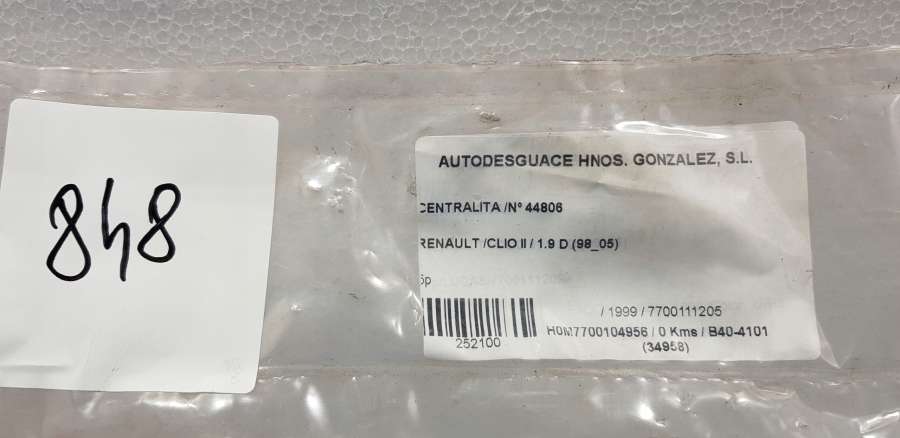 848
AUTODESGUACE HNOS. GONZALEZ, S.L.
CENTRALITA /Nº 44806
RENAULT /CLIO II / 1.9 D (98_05)
5p
/ 1999 / 7700111205
H0M7700104956 / 0 Kms / B40-4101
252100
(34958)